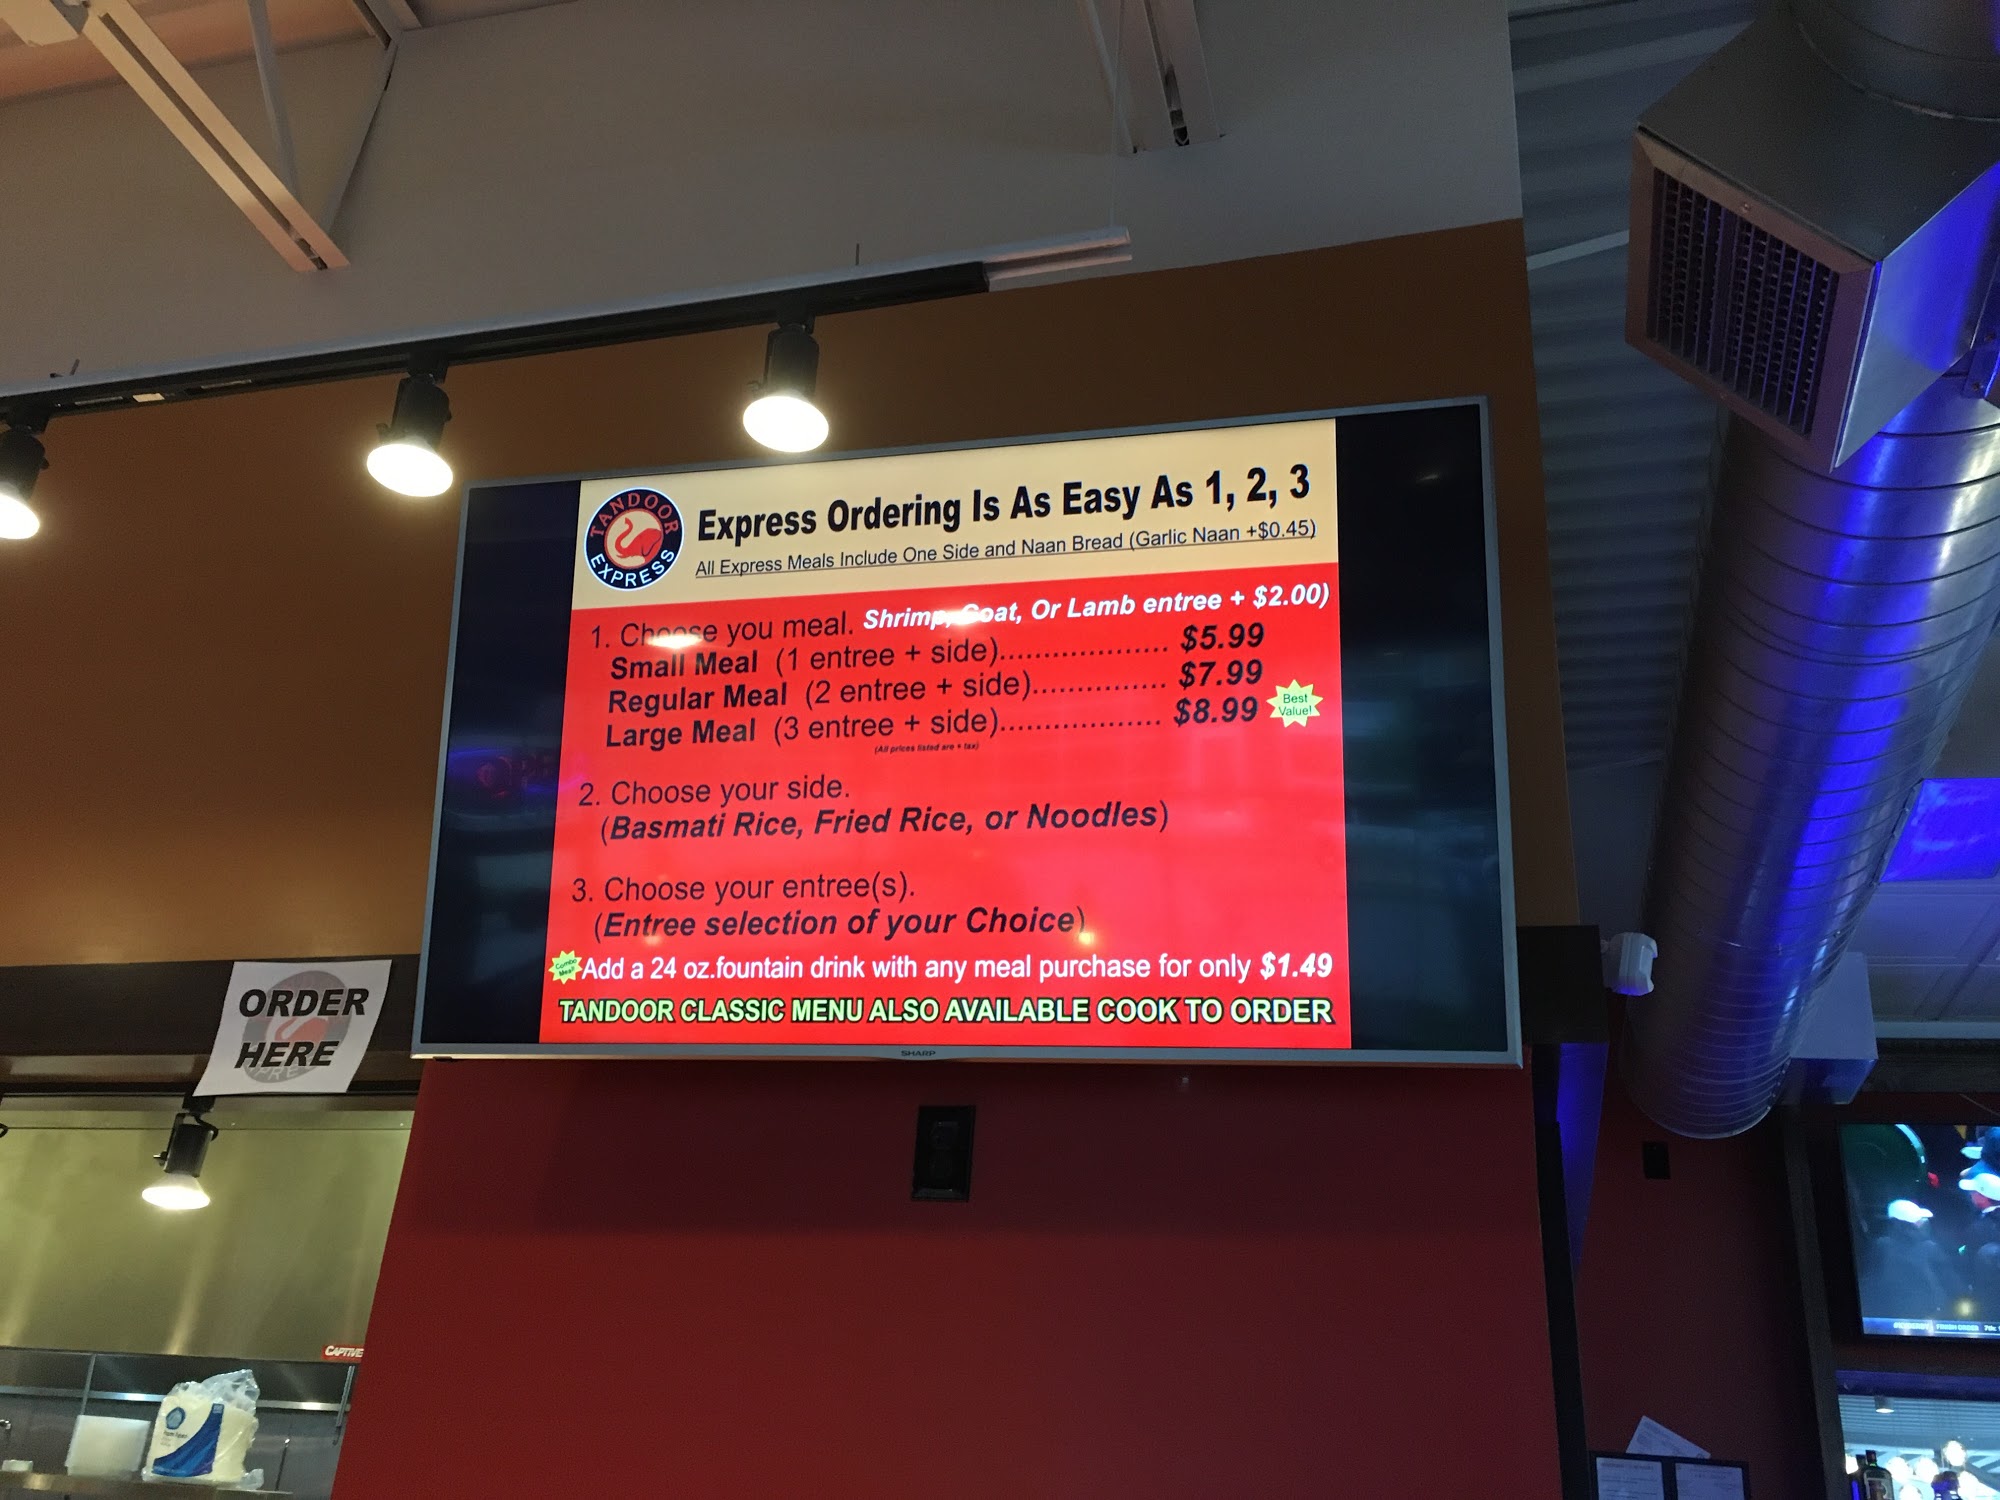 TANDOOR
EXPRESS
Express Ordering Is As Easy As 1, 2, 3
All Express Meals Include One Side and Naan Bread (Garlic Naan +$0.45)
1. Choose you meal. Shrimp, Goat, Or Lamb entree + $2.00)
Small Meal (1 entree + side)................... $5.99
Regular Meal (2 entree + side)............... $7.99
Large Meal (3 entree + side).................. $8.99
Best
Value!
(All prices listed are + tax)
2. Choose your side.
(Basmati Rice, Fried Rice, or Noodles)
3. Choose your entree(s).
(Entree selection of your Choice)
Combo
Meal!
Add a 24 oz.fountain drink with any meal purchase for only $1.49
TANDOOR CLASSIC MENU ALSO AVAILABLE COOK TO ORDER
SHARP
ORDER
HERE
CAPTIVE